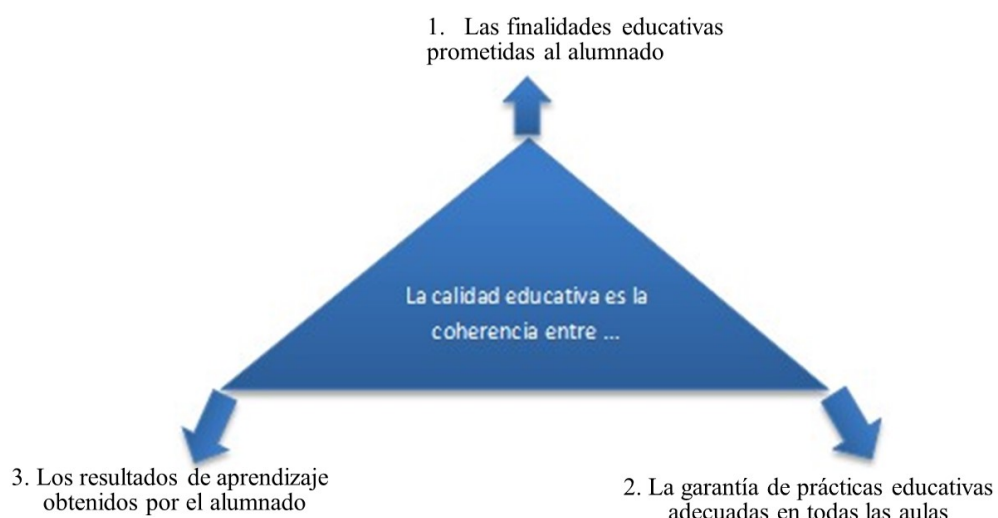 1. Las finalidades educativas
prometidas al alumnado
La calidad educativa es la
coherencia entre ...
3. Los resultados de aprendizaje
obtenidos por el alumnado
2. La garantía de prácticas educativas
adecuadas en todas las aulas